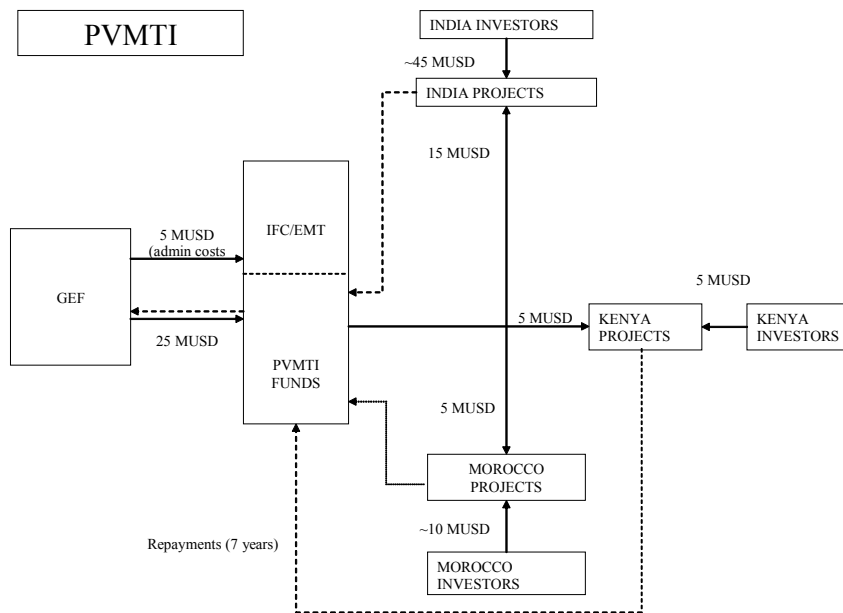 PVMTI
INDIA INVESTORS
~45 MUSD
INDIA PROJECTS
15 MUSD
5 MUSD
(admin costs
IFC/EMT
GEF
25 MUSD
PVMTI
FUNDS
5 MUSD
KENYA
PROJECTS
5 MUSD
KENYA
INVESTORS
5 MUSD
MOROCCO
PROJECTS
~10 MUSD
Repayments (7 years)
MOROCCO
INVESTORS